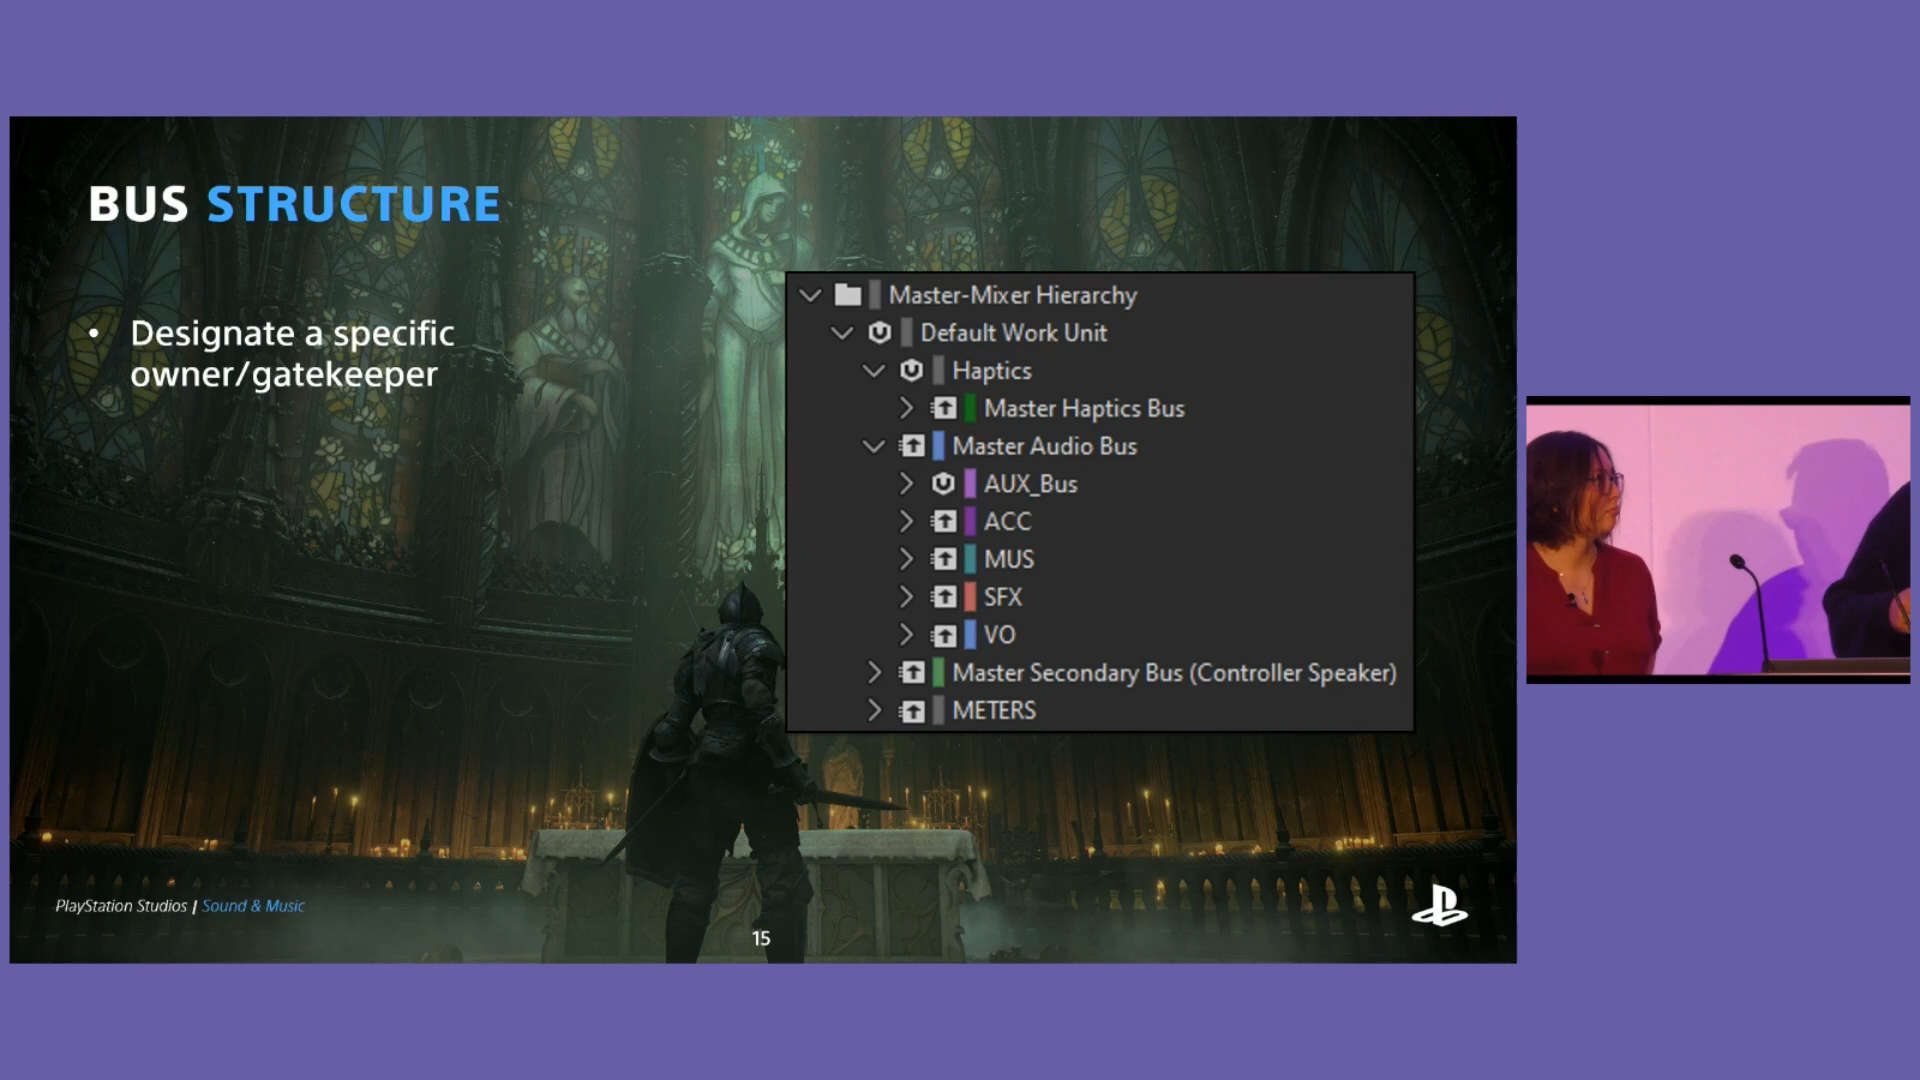 BUS STRUCTURE
• Designate a specific
owner/gatekeeper
Master-Mixer Hierarchy
Default Work Unit
Haptics
Master Haptics Bus
Master Audio Bus
AUX_Bus
ACC
MUS
SFX
VO
Master Secondary Bus (Controller Speaker)
METERS
PlayStation Studios | Sound & Music
15